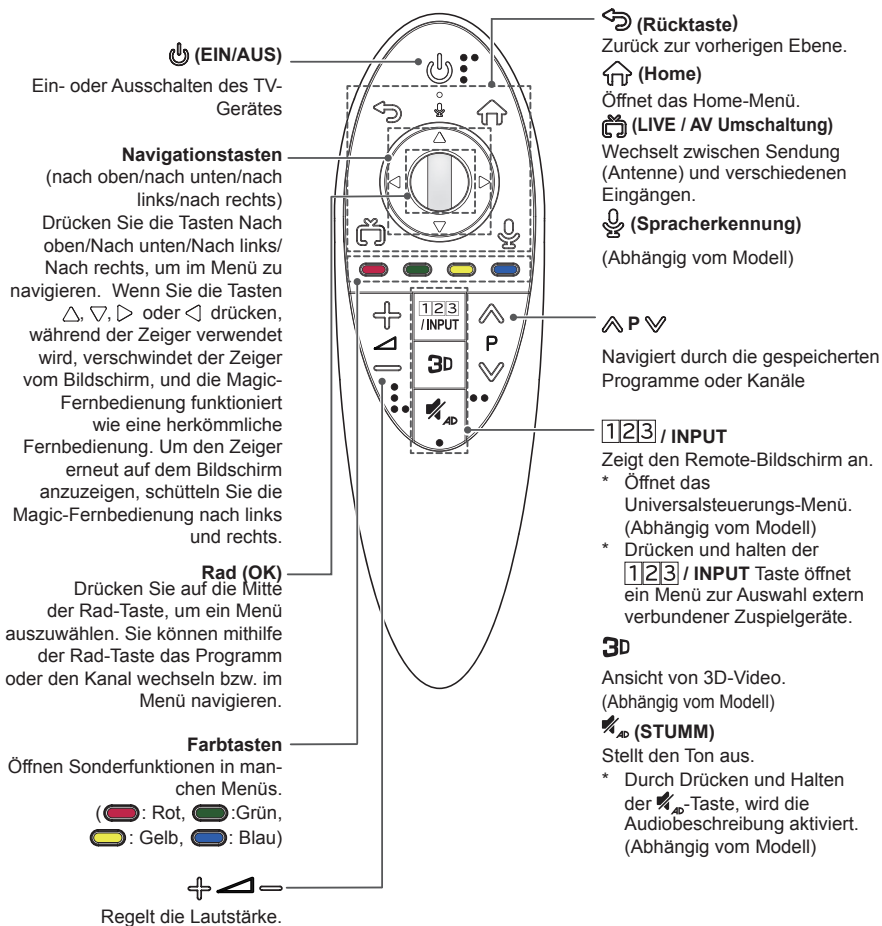 (EIN/AUS)
Ein- oder Ausschalten des TV-
Gerätes
Navigationstasten
(nach oben/nach unten/nach
links/nach rechts)
Drücken Sie die Tasten Nach
oben/Nach unten/Nach links/
Nach rechts, um im Menü zu
navigieren. Wenn Sie die Tasten
△, ▽, ▷ oder ◁ drücken,
während der Zeiger verwendet
wird, verschwindet der Zeiger
vom Bildschirm, und die Magic-
Fernbedienung funktioniert
wie eine herkömmliche
Fernbedienung. Um den Zeiger
erneut auf dem Bildschirm
anzuzeigen, schütteln Sie die
Magic-Fernbedienung nach links
und rechts.
Rad (OK)
Drücken Sie auf die Mitte
der Rad-Taste, um ein Menü
auszuwählen. Sie können mithilfe
der Rad-Taste das Programm
oder den Kanal wechseln bzw. im
Menü navigieren.
Farbtasten
Öffnen Sonderfunktionen in man-
chen Menüs.
( : Rot, :Grün,
: Gelb, : Blau)
Regelt die Lautstärke.
123
/INPUT
P
3D
AD
(Rücktaste)
Zurück zur vorherigen Ebene.
(Home)
Öffnet das Home-Menü.
(LIVE / AV Umschaltung)
Wechselt zwischen Sendung
(Antenne) und verschiedenen
Eingängen.
(Spracherkennung)
(Abhängig vom Modell)
P
Navigiert durch die gespeicherten
Programme oder Kanäle
123 / INPUT
Zeigt den Remote-Bildschirm an.
* Öffnet das
Universalsteuerungs-Menü.
(Abhängig vom Modell)
* Drücken und halten der
123 / INPUT Taste öffnet
ein Menü zur Auswahl extern
verbundener Zuspielgeräte.
3D
Ansicht von 3D-Video.
(Abhängig vom Modell)
AD (STUMM)
Stellt den Ton aus.
* Durch Drücken und Halten
der AD-Taste, wird die
Audiobeschreibung aktiviert.
(Abhängig vom Modell)